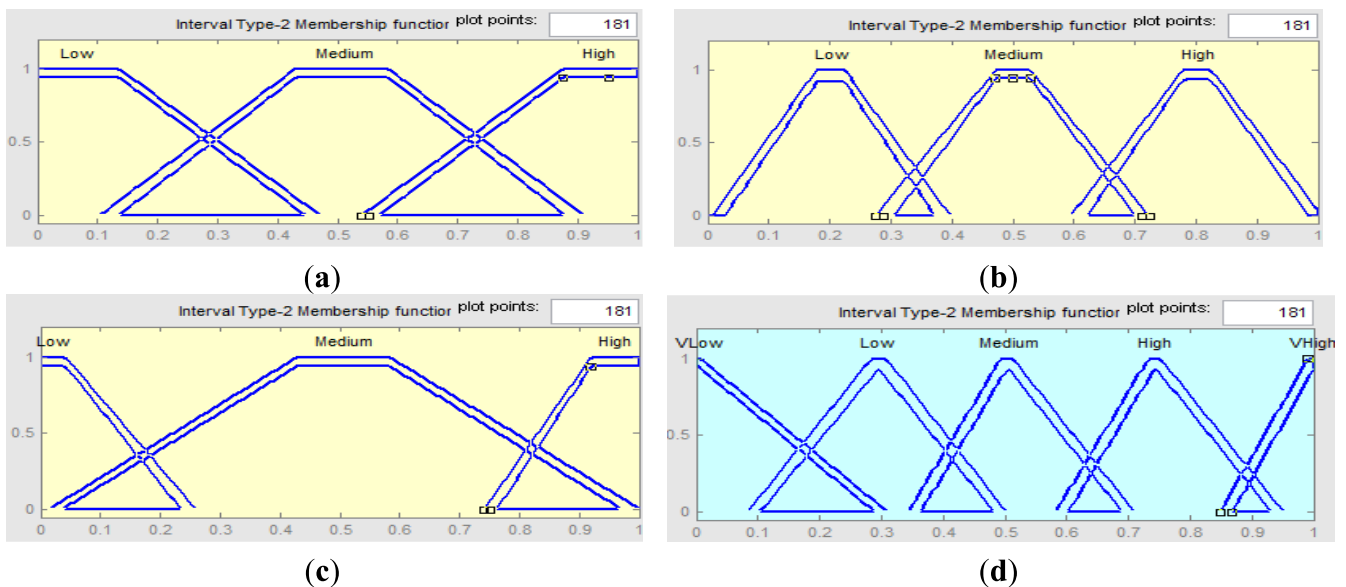 Interval Type-2 Membership function plot points: 181
Low Medium High
1
0.5
0
0 0.1 0.2 0.3 0.4 0.5 0.6 0.7 0.8 0.9 1
(a)
Interval Type-2 Membership function plot points: 181
Low Medium High
1
0.5
0
0 0.1 0.2 0.3 0.4 0.5 0.6 0.7 0.8 0.9 1
(b)
Interval Type-2 Membership function plot points: 181
Low Medium High
1
0.5
0
0 0.1 0.2 0.3 0.4 0.5 0.6 0.7 0.8 0.9 1
(c)
Interval Type-2 Membership function plot points: 181
VLow Low Medium High VHigh
1
0.5
0
0 0.1 0.2 0.3 0.4 0.5 0.6 0.7 0.8 0.9 1
(d)